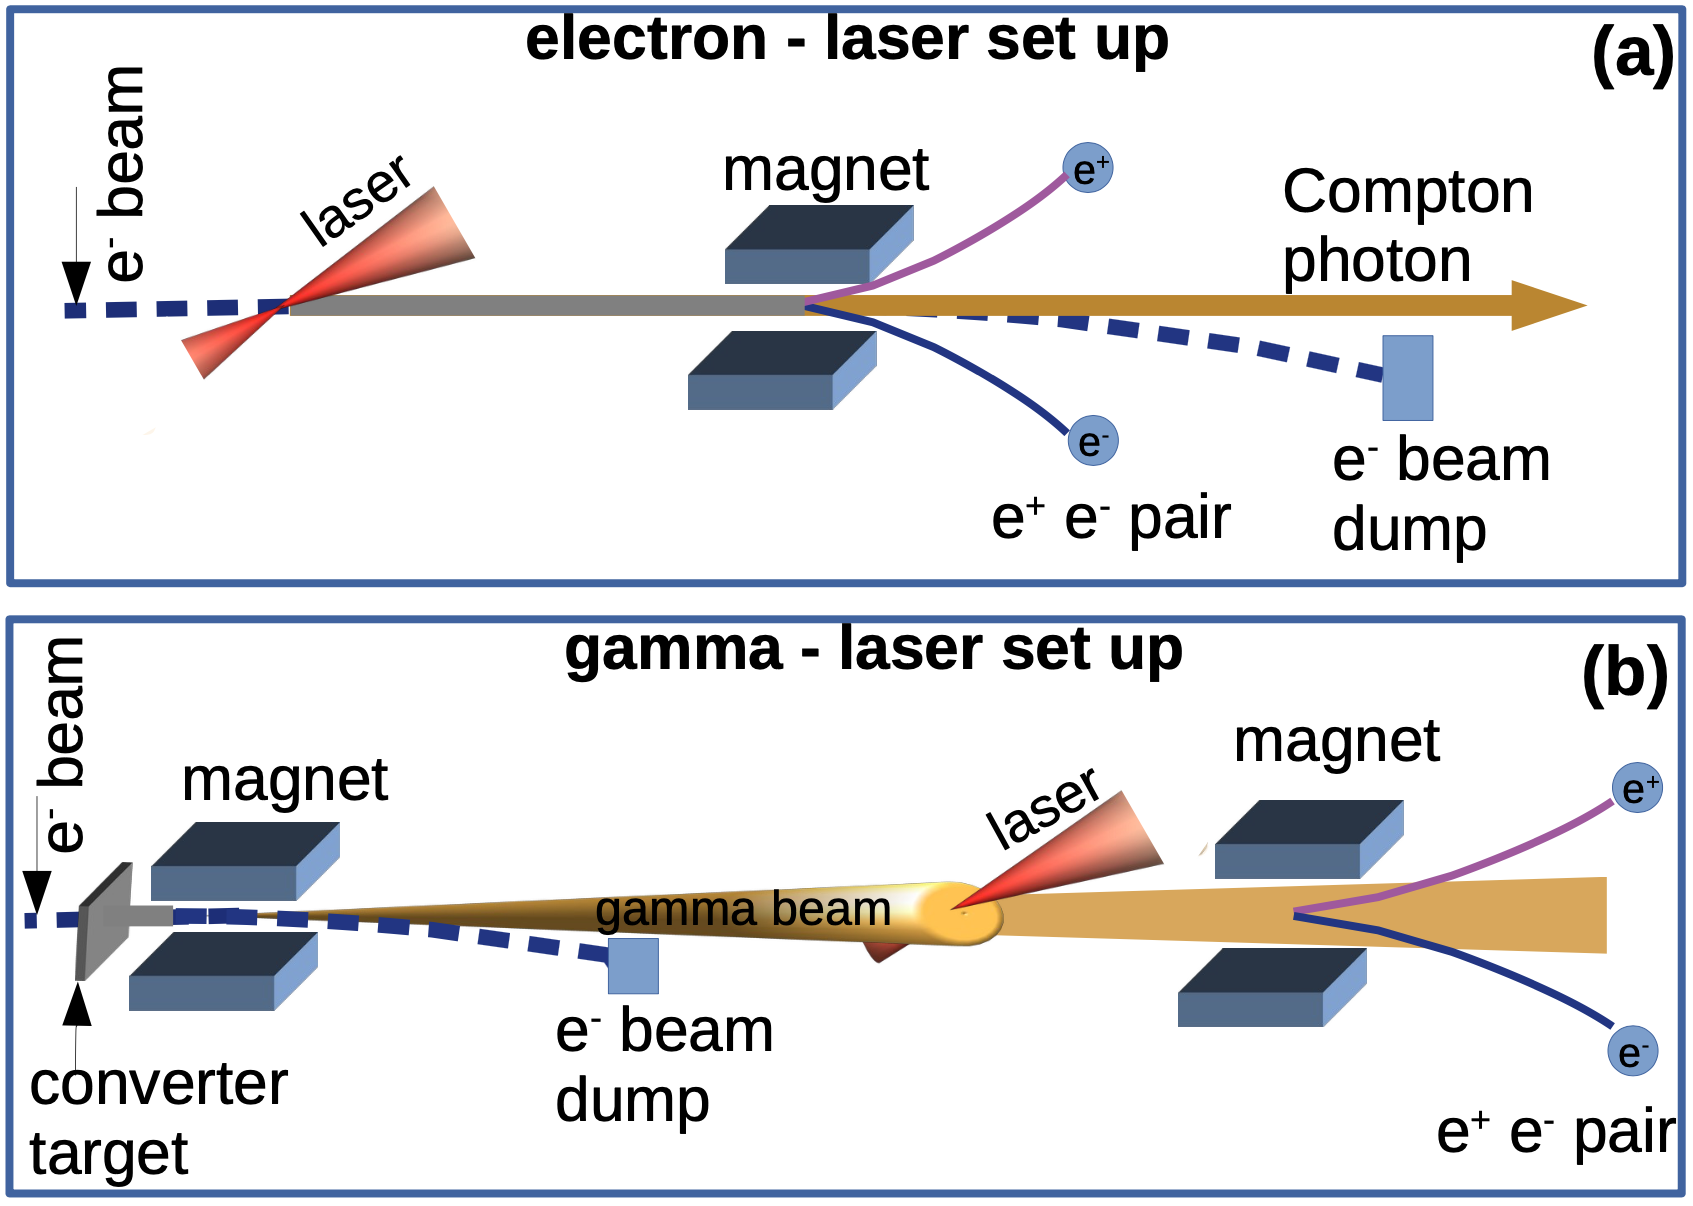 electron - laser set up
(a)
e⁻ beam
laser
magnet
e⁺
Compton
photon
e⁻
e⁺ e⁻ pair
e⁻ beam
dump
gamma - laser set up
(b)
e⁻ beam
magnet
magnet
laser
e⁺
gamma beam
e⁻ beam
dump
e⁻
converter
target
e⁺ e⁻ pair